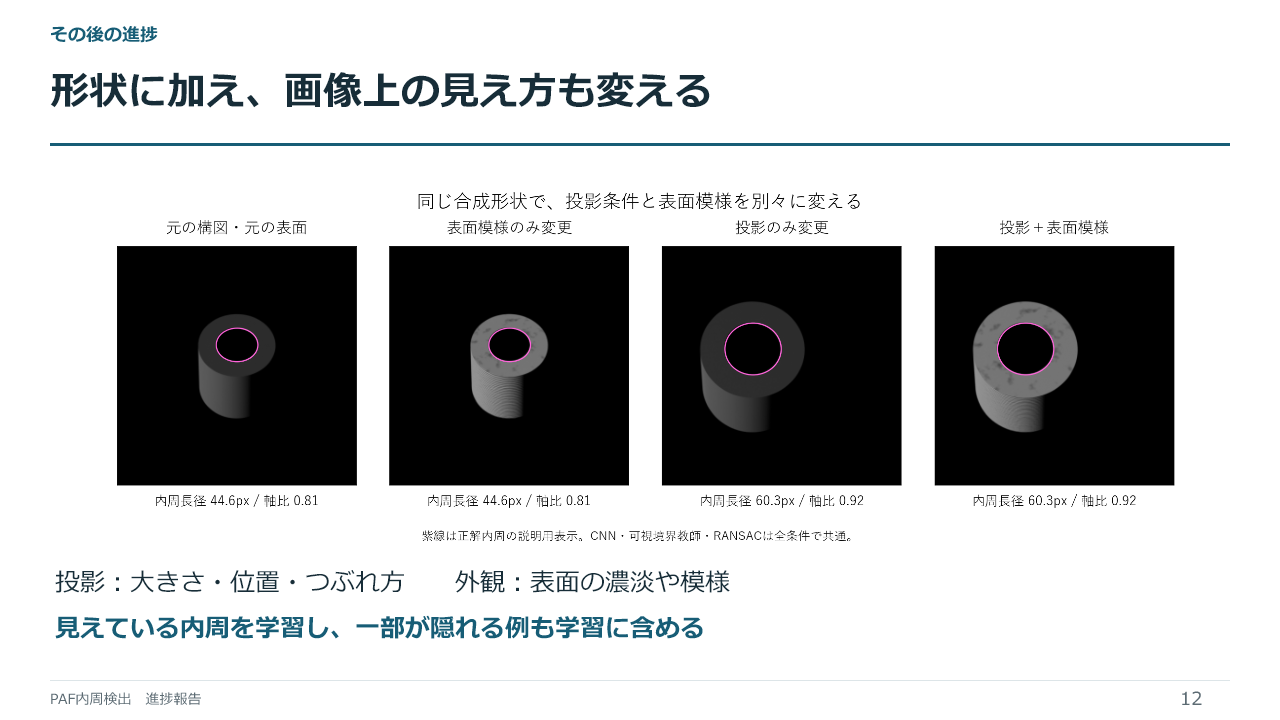 その後の進捗
形状に加え、画像上の見え方も変える
同じ合成形状で、投影条件と表面模様を別々に変える
元の構図・元の表面
表面模様のみ変更
投影のみ変更
投影＋表面模様
内周長径 44.6px / 軸比 0.81
内周長径 44.6px / 軸比 0.81
内周長径 60.3px / 軸比 0.92
内周長径 60.3px / 軸比 0.92
紫線は正解内周の説明用表示。CNN・可視境界教師・RANSACは全条件で共通。
投影：大きさ・位置・つぶれ方　　外観：表面の濃淡や模様
見えている内周を学習し、一部が隠れる例も学習に含める
PAF内周検出　進捗報告
12